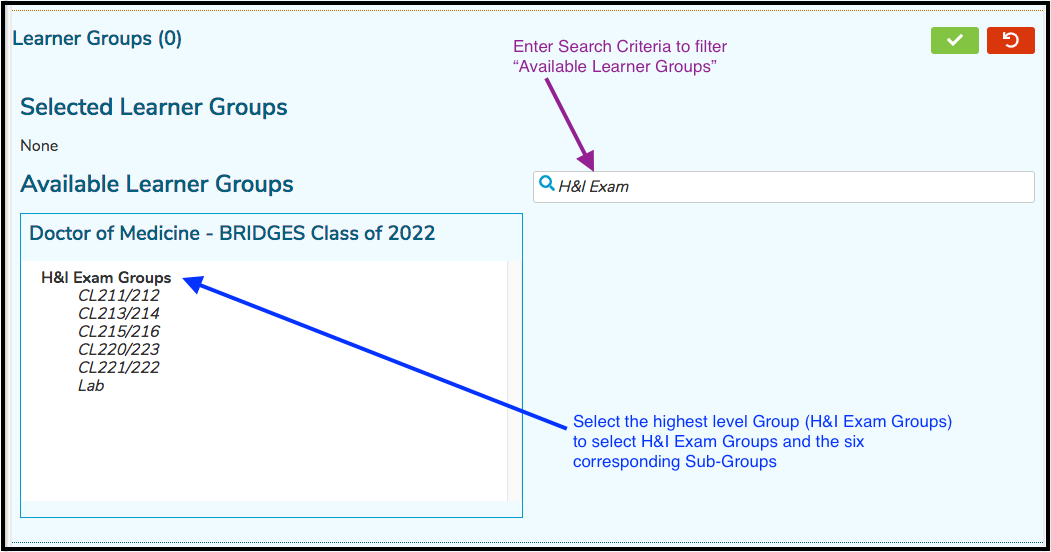 Learner Groups (0)
Enter Search Criteria to filter
“Available Learner Groups”
Selected Learner Groups
None
Available Learner Groups
H&I Exam
Doctor of Medicine - BRIDGES Class of 2022
H&I Exam Groups
CL211/212
CL213/214
CL215/216
CL220/223
CL221/222
Lab
Select the highest level Group (H&I Exam Groups)
to select H&I Exam Groups and the six
corresponding Sub-Groups